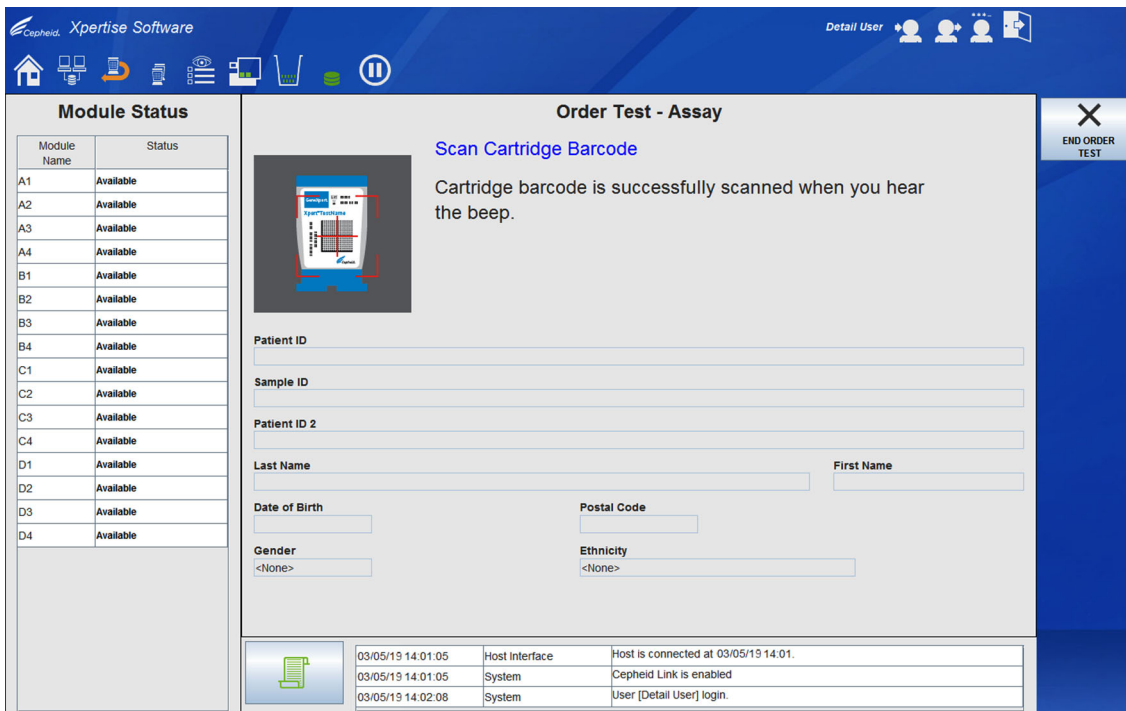 Cepheid. Xpertise Software
Detail User
Module Status
Module Name Status
A1 Available
A2 Available
A3 Available
A4 Available
B1 Available
B2 Available
B3 Available
B4 Available
C1 Available
C2 Available
C3 Available
C4 Available
D1 Available
D2 Available
D3 Available
D4 Available
Order Test - Assay
Scan Cartridge Barcode
Cartridge barcode is successfully scanned when you hear
the beep.
GeneXpert
Xpert® TestName
Cepheid
Patient ID
Sample ID
Patient ID 2
Last Name First Name
Date of Birth Postal Code
Gender Ethnicity
<None> <None>
03/05/19 14:01:05 Host Interface Host is connected at 03/05/19 14:01.
03/05/19 14:01:05 System Cepheid Link is enabled
03/05/19 14:02:08 System User [Detail User] login.
END ORDER
TEST